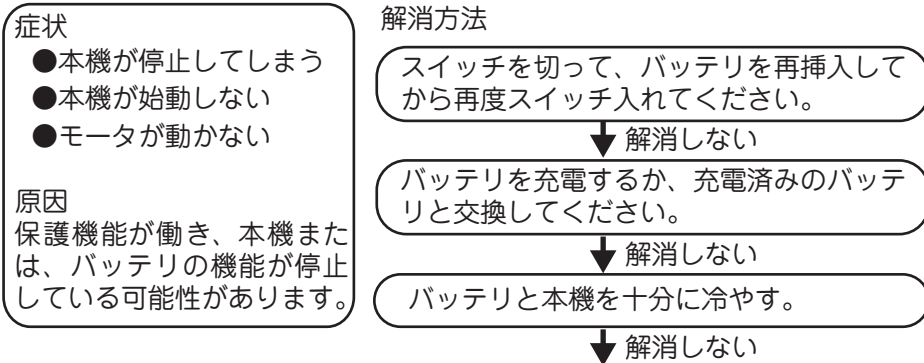 症状
●本機が停止してしまう
●本機が始動しない
●モータが動かない
原因
保護機能が働き、本機また
は、バッテリの機能が停止
している可能性があります。
解消方法
スイッチを切って、バッテリを再挿入して
から再度スイッチ入れてください。
解消しない
バッテリを充電するか、充電済みのバッテ
リと交換してください。
解消しない
バッテリと本機を十分に冷やす。
解消しない